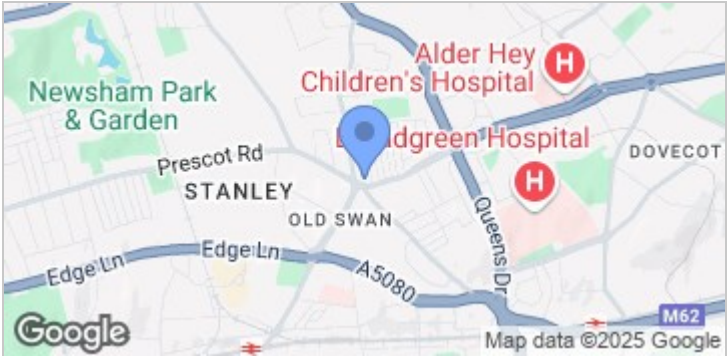 Alder Hey
Children's Hospital
Newsham Park
& Garden
dgreen Hospital
Prescot Rd
DOVECOT
STANLEY
OLD SWAN
Queens Dr
Edge Ln
Edge Ln
A5080
M62
Google
Map data ©2025 Google